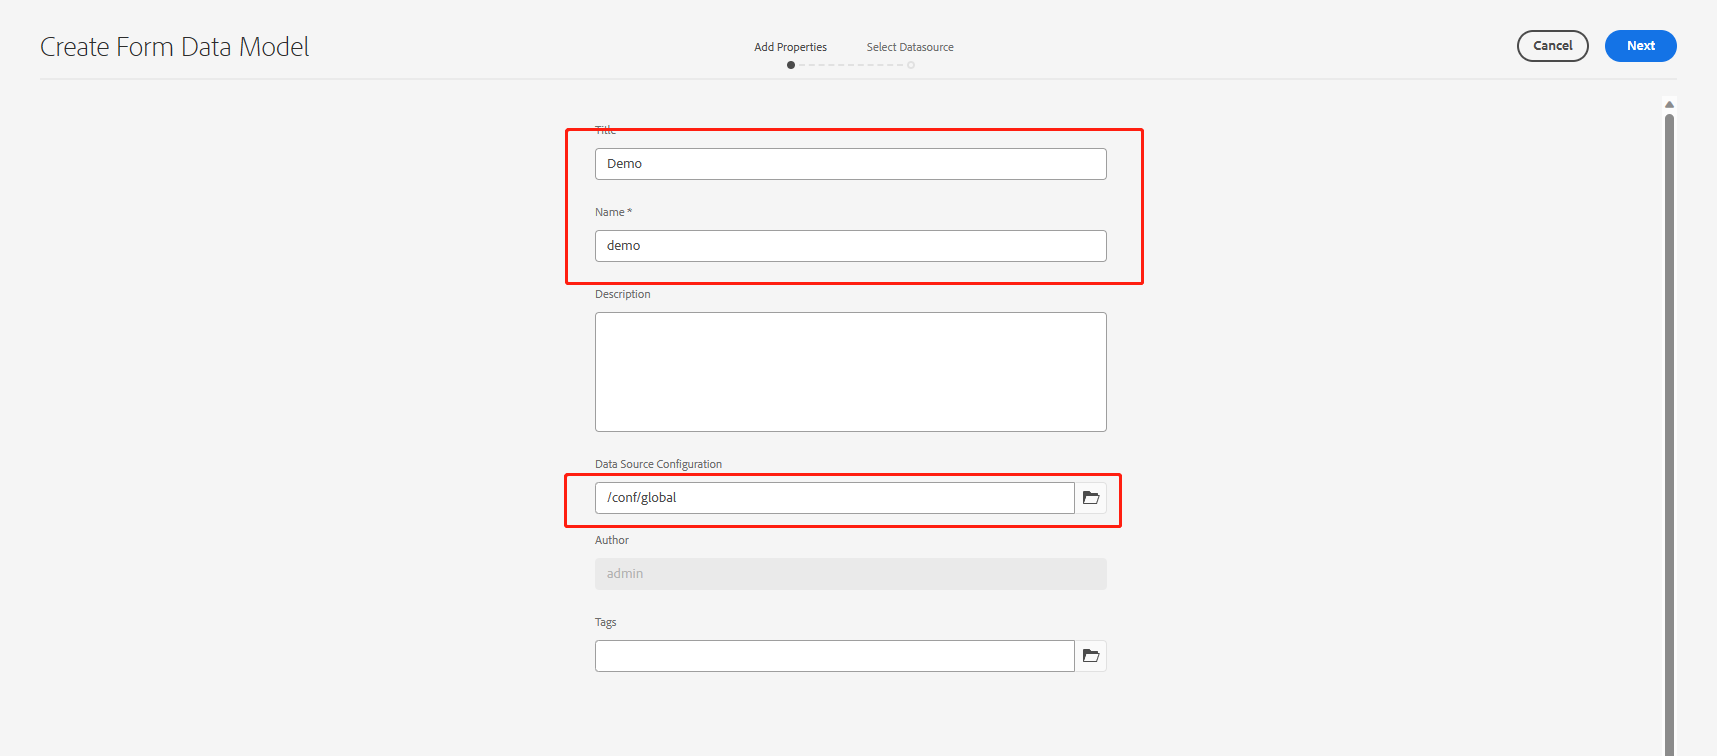 Create Form Data Model
Add Properties
Select Datasource
Cancel
Next
Title
Demo
Name *
demo
Description
Data Source Configuration
/conf/global
Author
admin
Tags